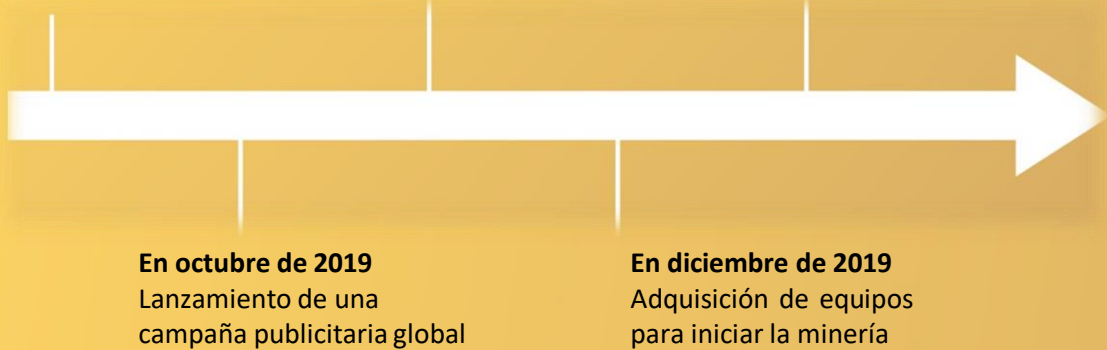 En octubre de 2019
Lanzamiento de una
campaña publicitaria global
En diciembre de 2019
Adquisición de equipos
para iniciar la minería